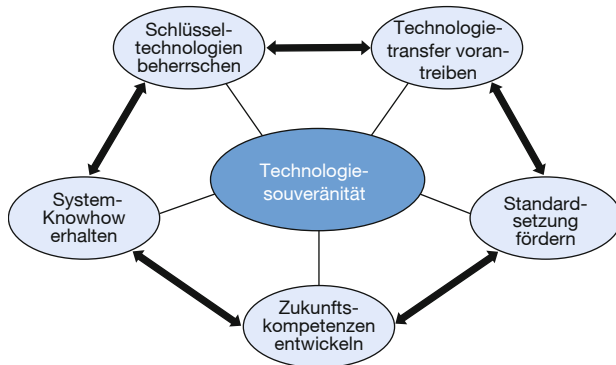 Schlüssel-
technologien
beherrschen
Technologie-
transfer voran-
treiben
Technologie-
souveränität
System-
Knowhow
erhalten
Standard-
setzung
fördern
Zukunfts-
kompetenzen
entwickeln